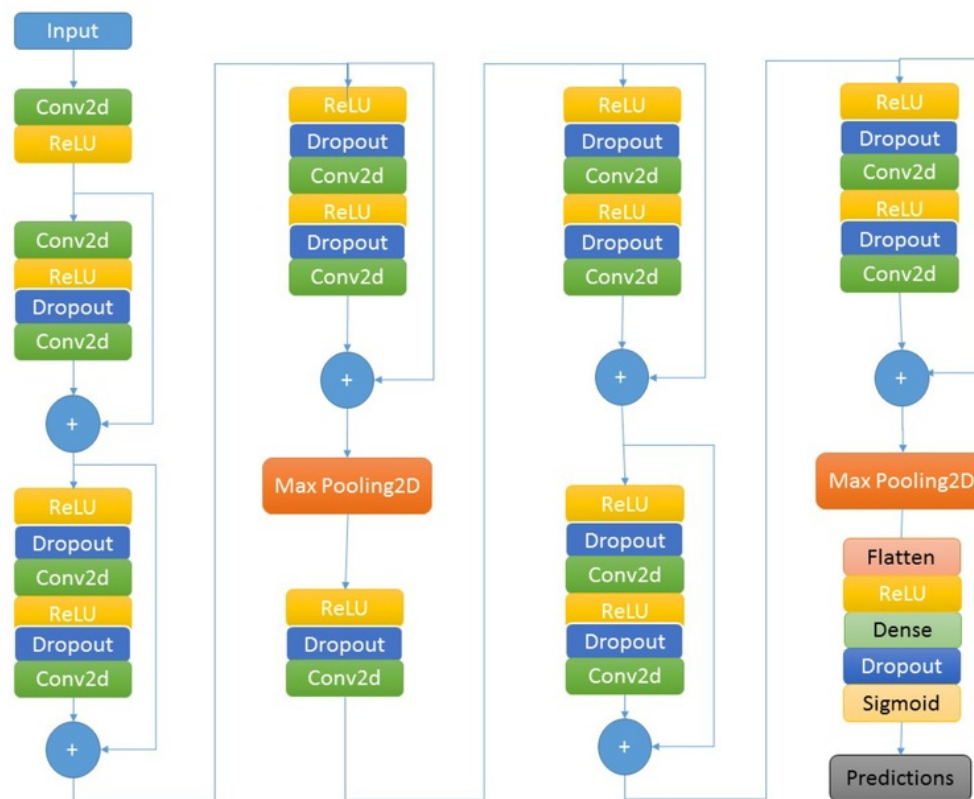 Input
Conv2d
ReLU
Conv2d
ReLU
Dropout
Conv2d
+
ReLU
Dropout
Conv2d
ReLU
Dropout
Conv2d
+
ReLU
Dropout
Conv2d
ReLU
Dropout
Conv2d
+
Max Pooling2D
ReLU
Dropout
Conv2d
ReLU
Dropout
Conv2d
ReLU
Dropout
Conv2d
+
ReLU
Dropout
Conv2d
ReLU
Dropout
Conv2d
+
ReLU
Dropout
Conv2d
ReLU
Dropout
Conv2d
+
Max Pooling2D
Flatten
ReLU
Dense
Dropout
Sigmoid
Predictions